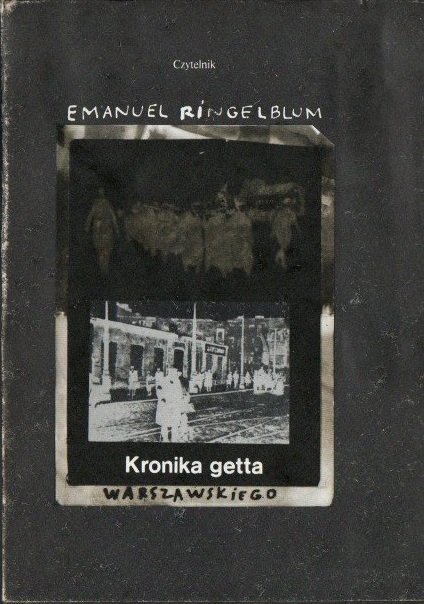 Czytelnik
EMANUEL RINGELBLUM
Kronika getta
WARSZAWSKIEGO